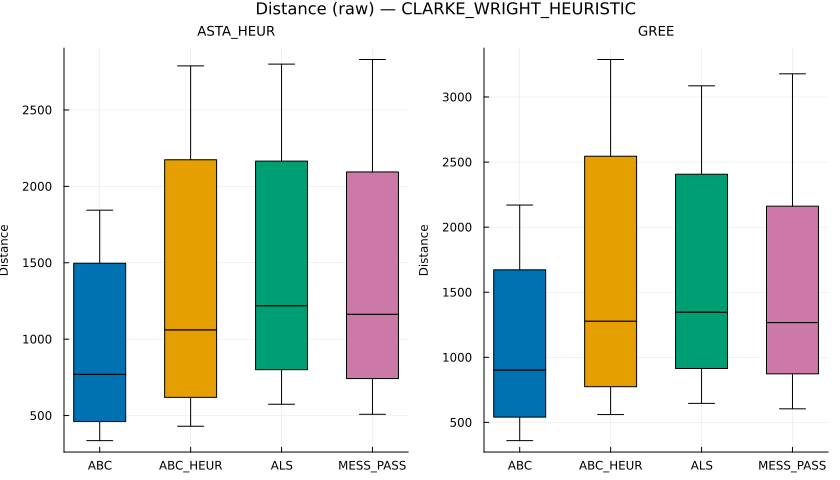 Distance (raw) — CLARKE_WRIGHT_HEURISTIC
ASTA_HEUR
Distance
2500
2000
1500
1000
500
ABC
ABC_HEUR
ALS
MESS_PASS
GREE
Distance
3000
2500
2000
1500
1000
500
ABC
ABC_HEUR
ALS
MESS_PASS